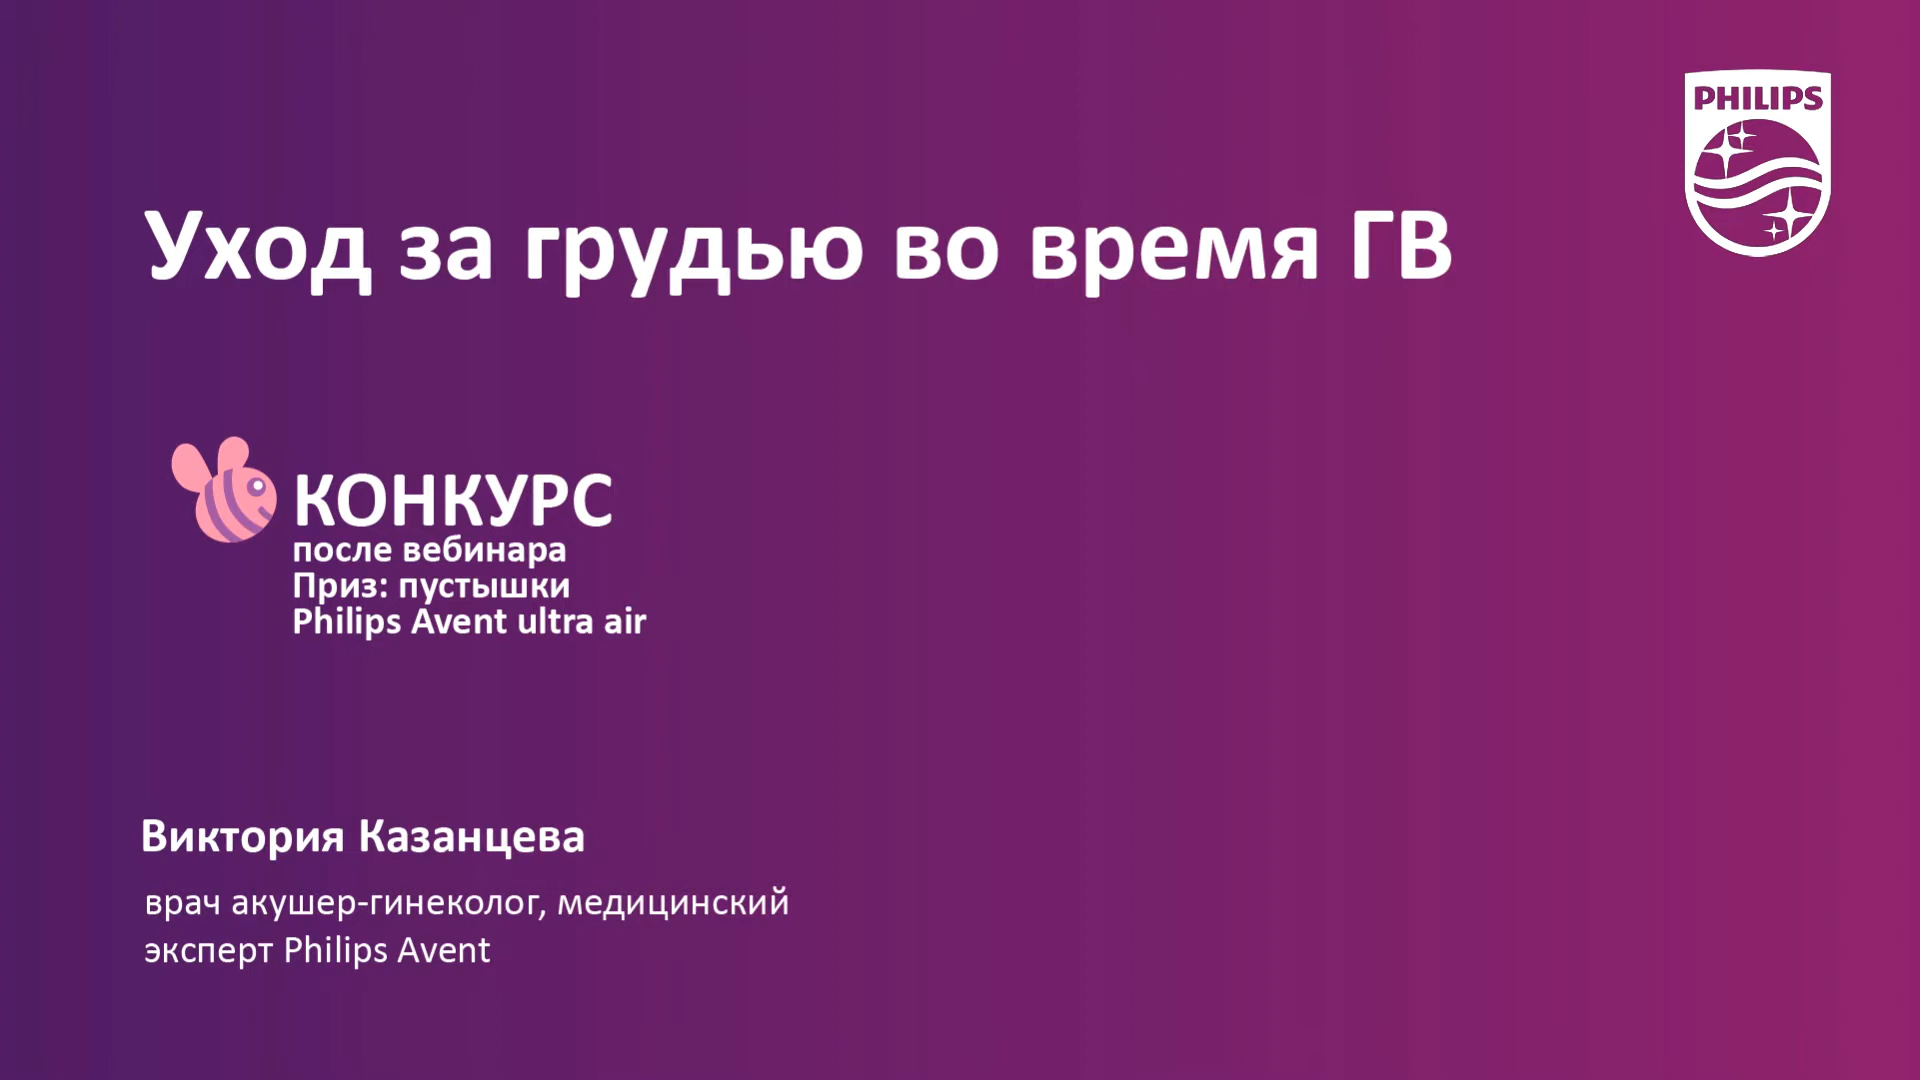 PHILIPS
Уход за грудью во время ГВ
КОНКУРС
после вебинара
Приз: пустышки
Philips Avent ultra air
Виктория Казанцева
врач акушер-гинеколог, медицинский
эксперт Philips Avent